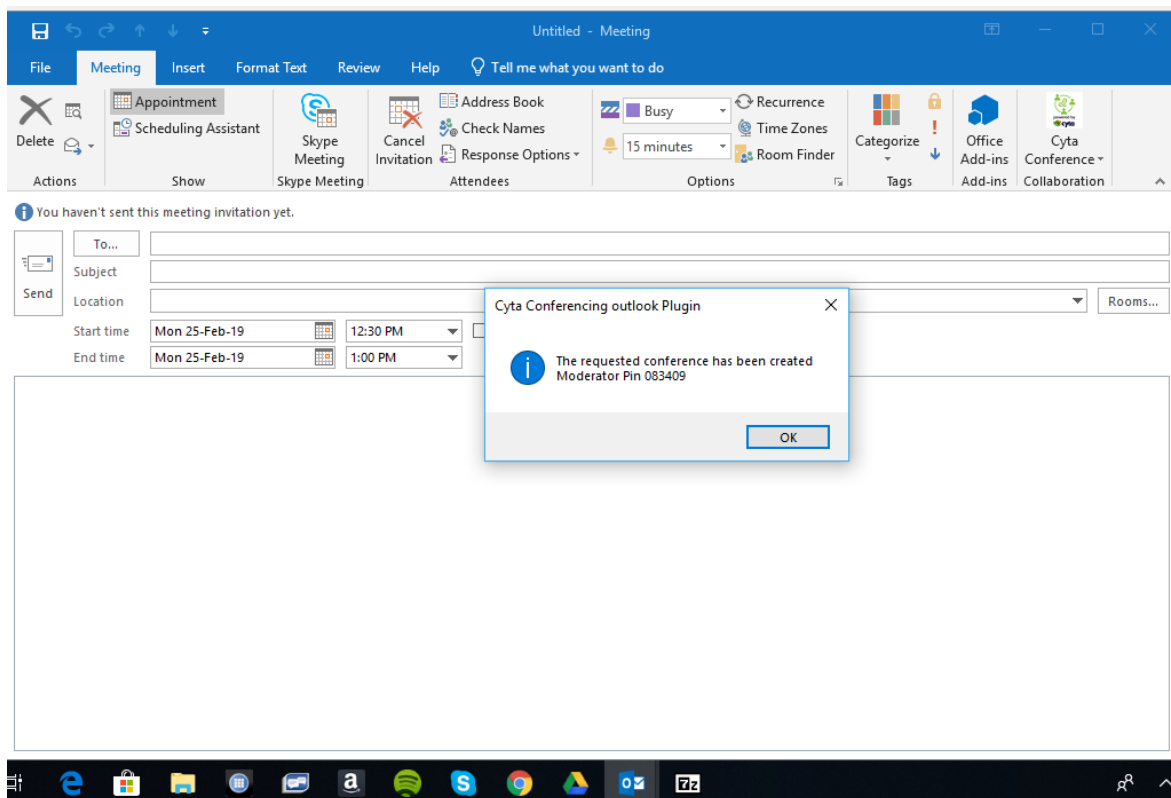 Untitled - Meeting
File Meeting Insert Format Text Review Help Tell me what you want to do
Delete
Actions
Appointment
Scheduling Assistant
Show
Skype
Meeting
Skype Meeting
Cancel
Invitation
Address Book
Check Names
Response Options
Attendees
Busy
15 minutes
Recurrence
Time Zones
Room Finder
Options
Categorize
Tags
Office
Add-ins
Add-ins
Cyta
Conference
Collaboration
You haven't sent this meeting invitation yet.
Send
To...
Subject
Location
Rooms...
Start time Mon 25-Feb-19 12:30 PM
End time Mon 25-Feb-19 1:00 PM
Cyta Conferencing outlook Plugin
The requested conference has been created
Moderator Pin 083409
OK
a
S
7z